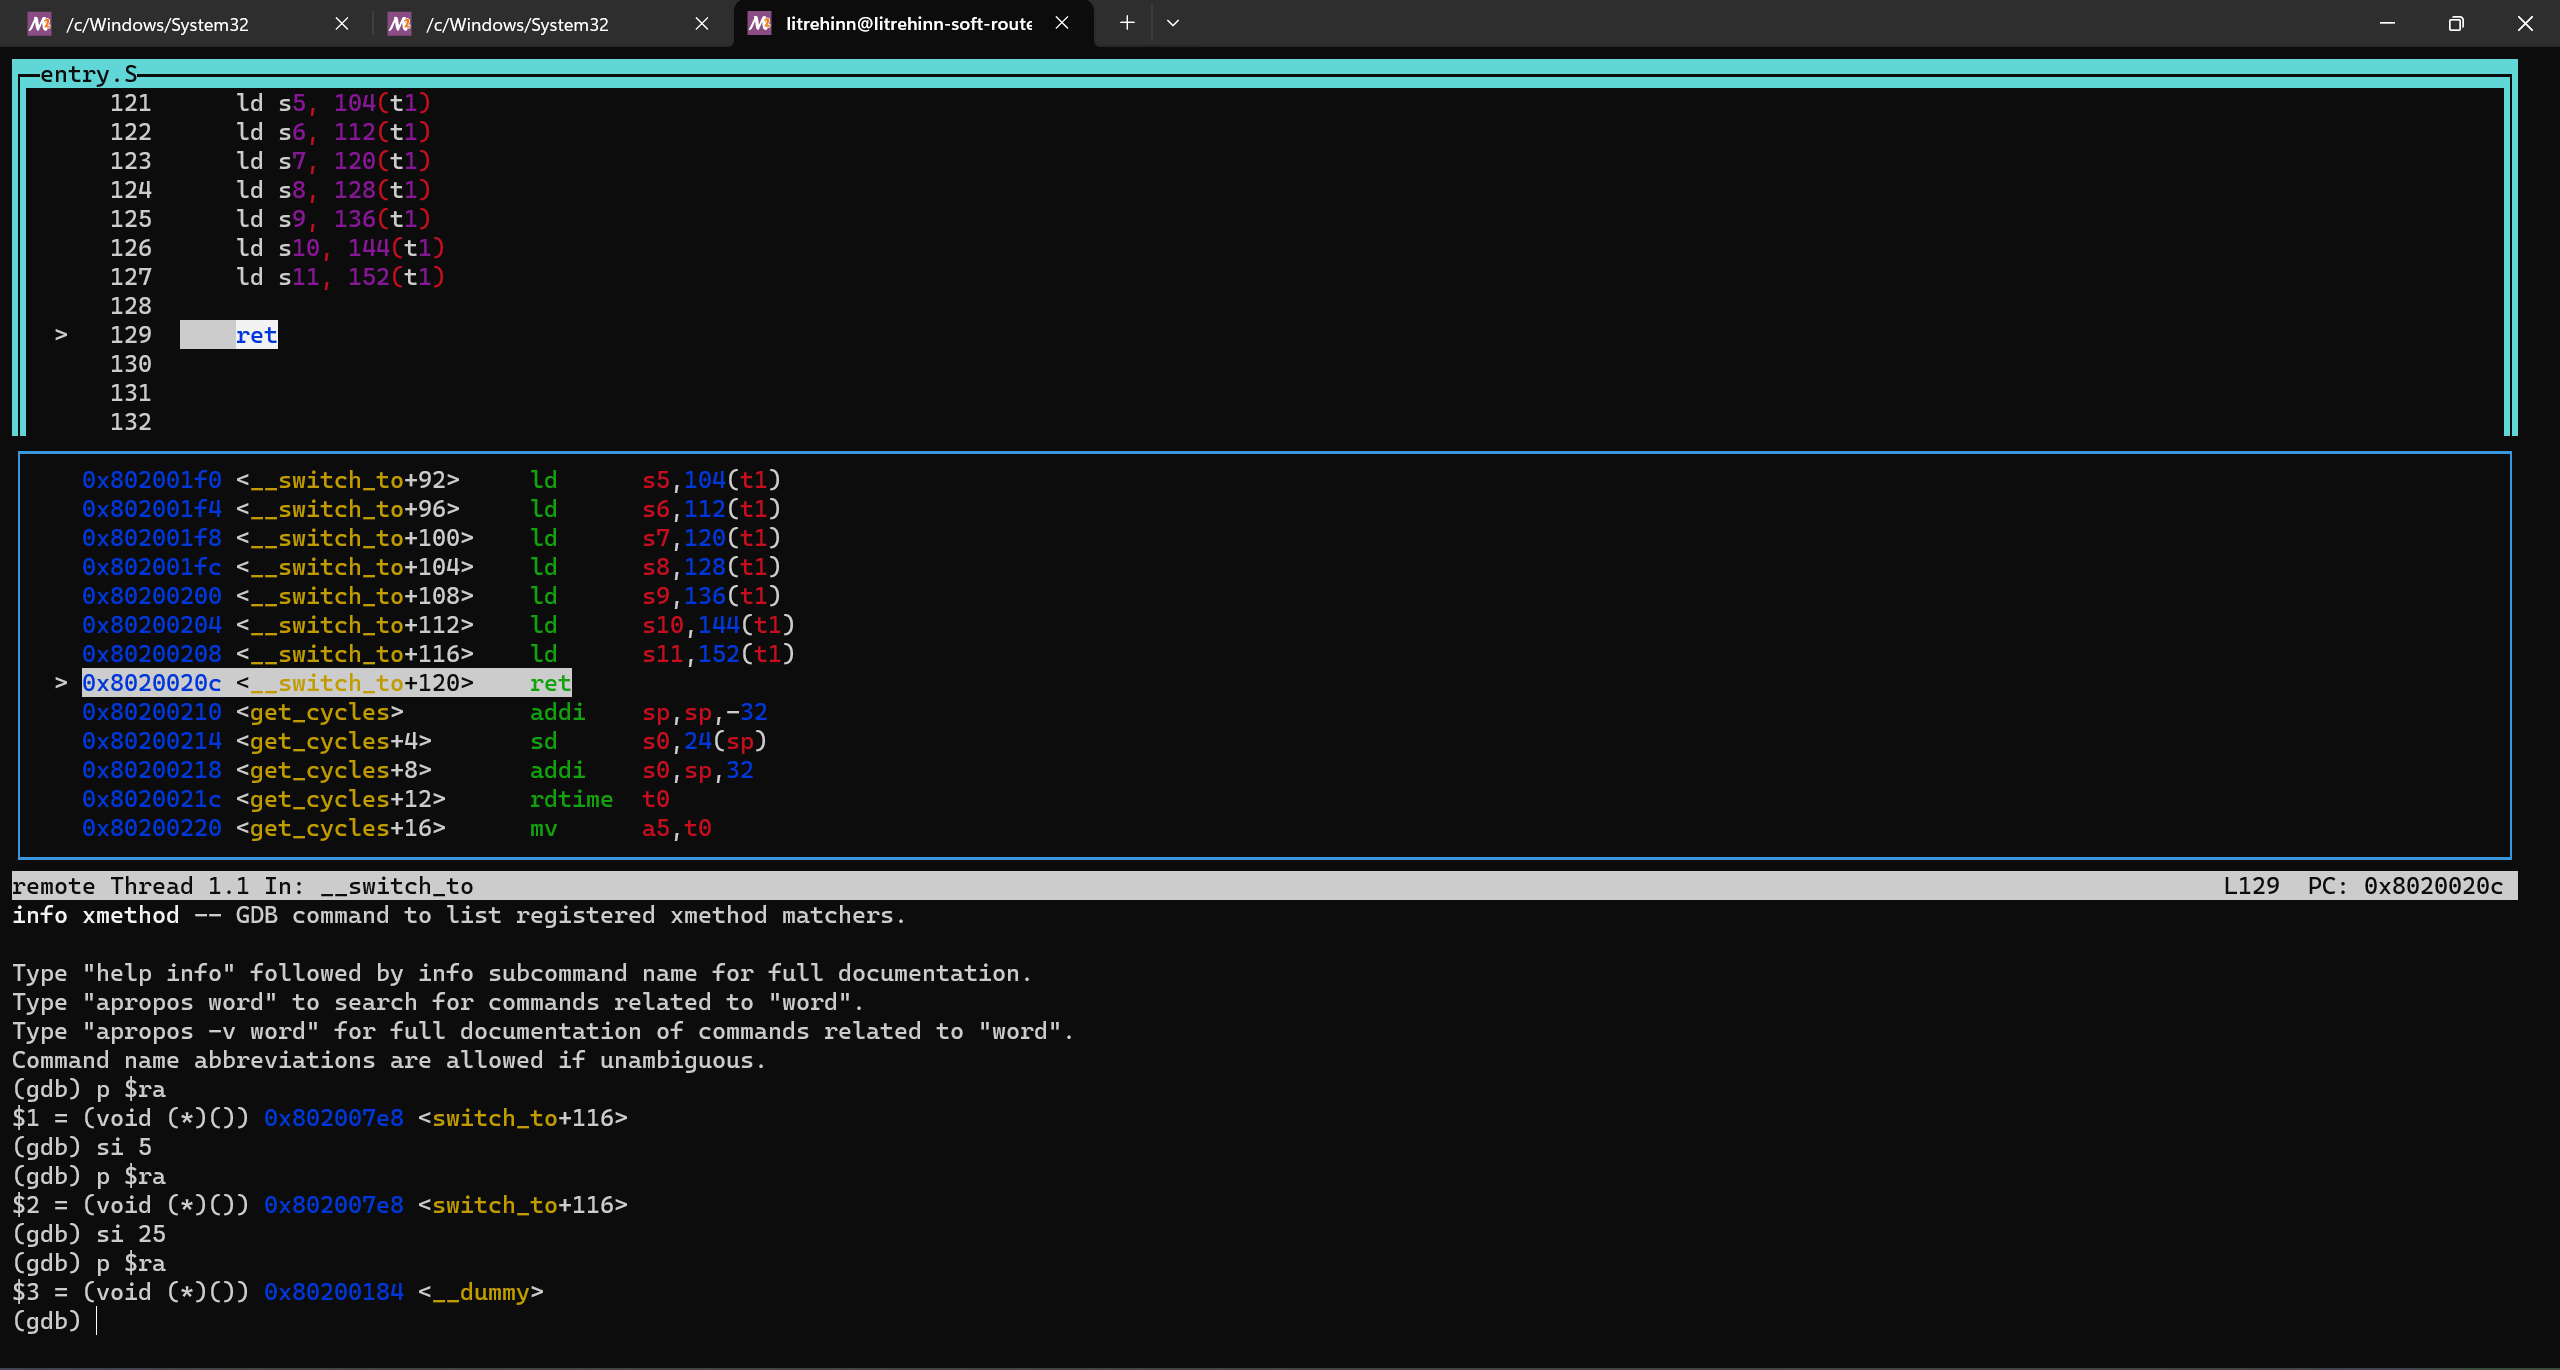 /c/Windows/System32
/c/Windows/System32
litrehinn@litrehinn-soft-route
entry.S
121 ld s5, 104(t1)
122 ld s6, 112(t1)
123 ld s7, 120(t1)
124 ld s8, 128(t1)
125 ld s9, 136(t1)
126 ld s10, 144(t1)
127 ld s11, 152(t1)
128
> 129 ret
130
131
132
0x802001f0 <__switch_to+92> ld s5,104(t1)
0x802001f4 <__switch_to+96> ld s6,112(t1)
0x802001f8 <__switch_to+100> ld s7,120(t1)
0x802001fc <__switch_to+104> ld s8,128(t1)
0x80200200 <__switch_to+108> ld s9,136(t1)
0x80200204 <__switch_to+112> ld s10,144(t1)
0x80200208 <__switch_to+116> ld s11,152(t1)
> 0x8020020c <__switch_to+120> ret
0x80200210 <get_cycles> addi sp,sp,-32
0x80200214 <get_cycles+4> sd s0,24(sp)
0x80200218 <get_cycles+8> addi s0,sp,32
0x8020021c <get_cycles+12> rdtime t0
0x80200220 <get_cycles+16> mv a5,t0
remote Thread 1.1 In: __switch_to L129 PC: 0x8020020c
info xmethod -- GDB command to list registered xmethod matchers.
Type "help info" followed by info subcommand name for full documentation.
Type "apropos word" to search for commands related to "word".
Type "apropos -v word" for full documentation of commands related to "word".
Command name abbreviations are allowed if unambiguous.
(gdb) p $ra
$1 = (void (*)()) 0x802007e8 <switch_to+116>
(gdb) si 5
(gdb) p $ra
$2 = (void (*)()) 0x802007e8 <switch_to+116>
(gdb) si 25
(gdb) p $ra
$3 = (void (*)()) 0x80200184 <__dummy>
(gdb)